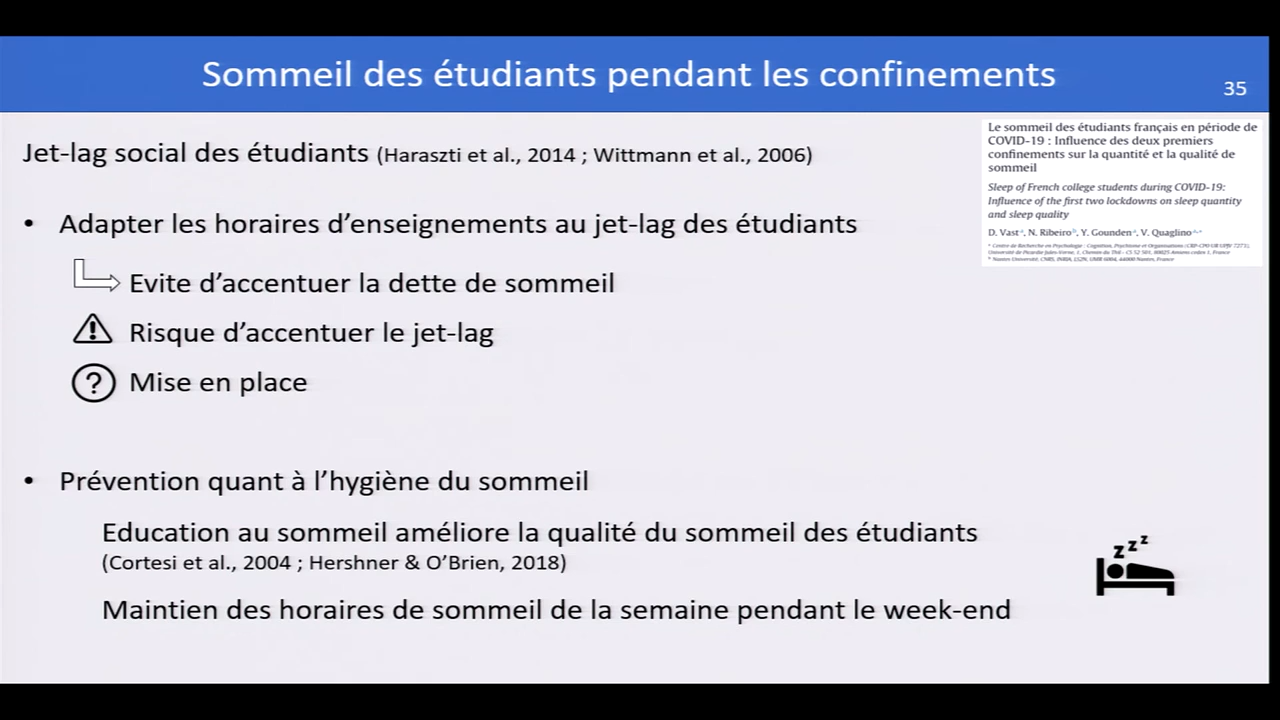 Sommeil des étudiants pendant les confinements
35
Jet-lag social des étudiants (Haraszti et al., 2014 ; Wittmann et al., 2006)
Le sommeil des étudiants français en période de
COVID-19 : Influence des deux premiers
confinements sur la quantité et la qualité de
sommeil
Sleep of French college students during COVID-19:
Influence of the first two lockdowns on sleep quantity
and sleep quality
D. Vast a, N. Ribeiro b, Y. Gounden a, V. Quaglino a,*
• Adapter les horaires d’enseignements au jet-lag des étudiants
Evite d’accentuer la dette de sommeil
Risque d’accentuer le jet-lag
? Mise en place
• Prévention quant à l’hygiène du sommeil
Education au sommeil améliore la qualité du sommeil des étudiants
(Cortesi et al., 2004 ; Hershner & O’Brien, 2018)
Maintien des horaires de sommeil de la semaine pendant le week-end
z z z